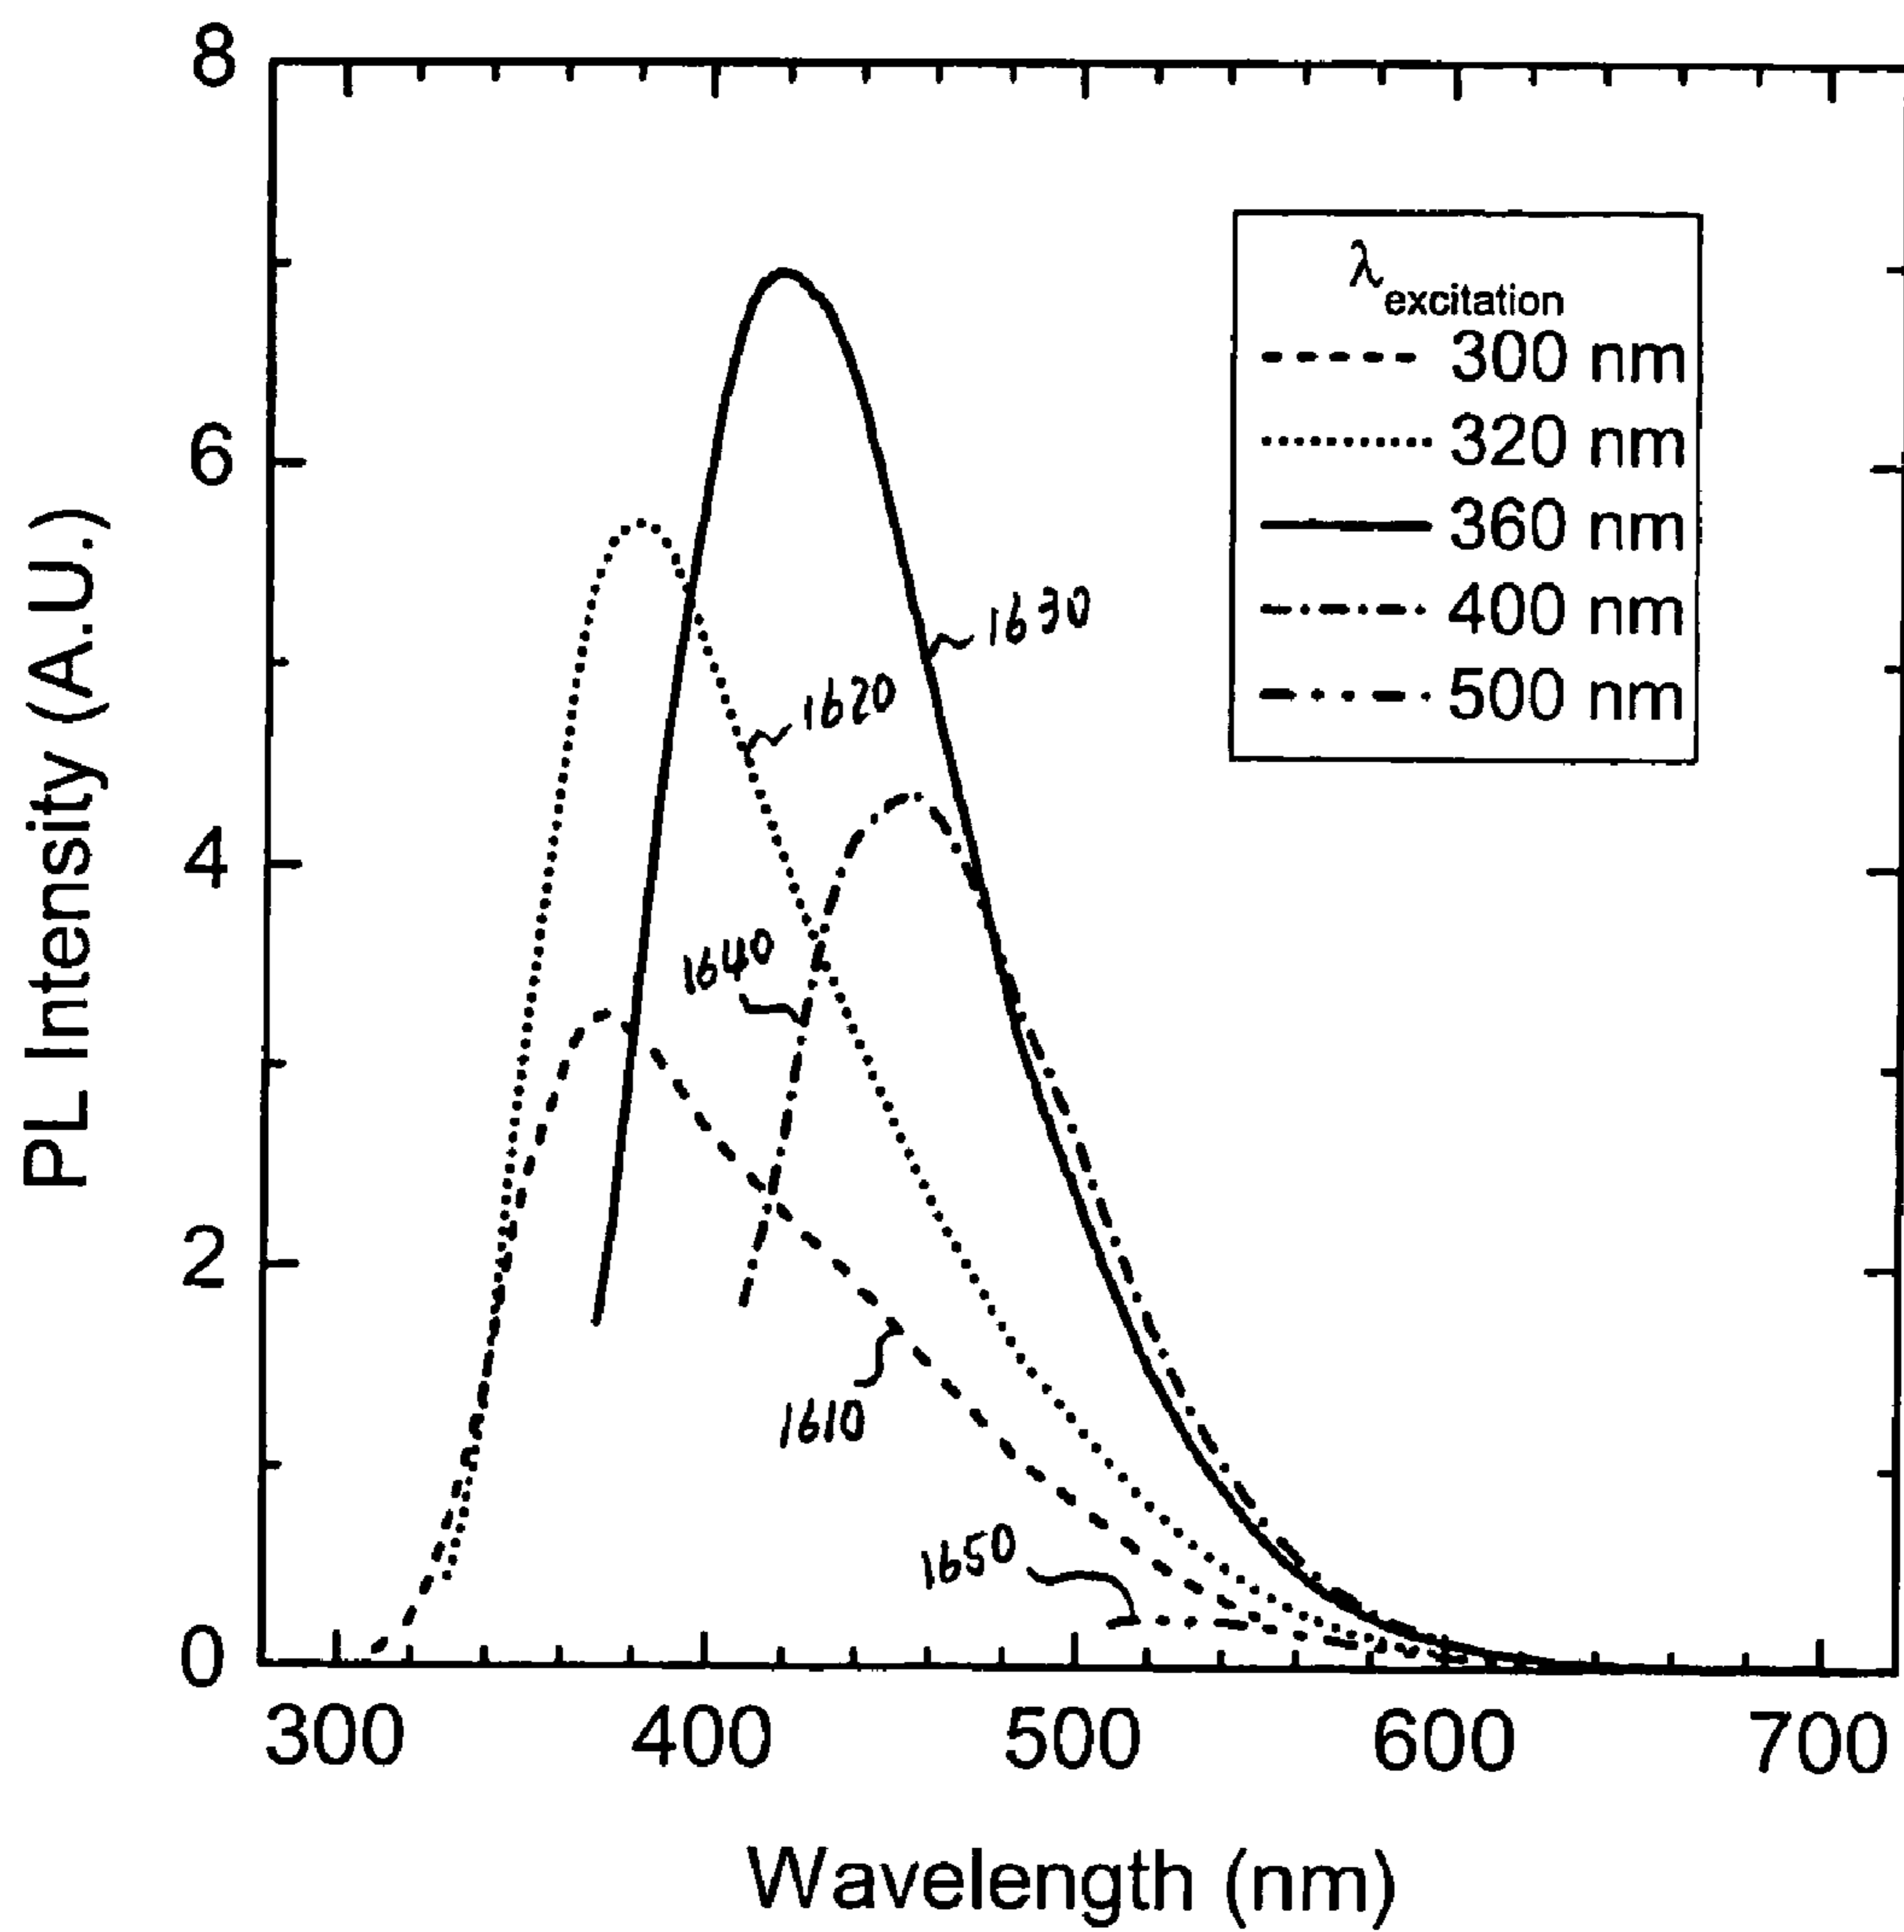 8
6
4
2
0
PL Intensity (A.U.)
λexcitation
300 nm
320 nm
360 nm
400 nm
500 nm
1630
1620
1640
1610
1650
300 400 500 600 700
Wavelength (nm)